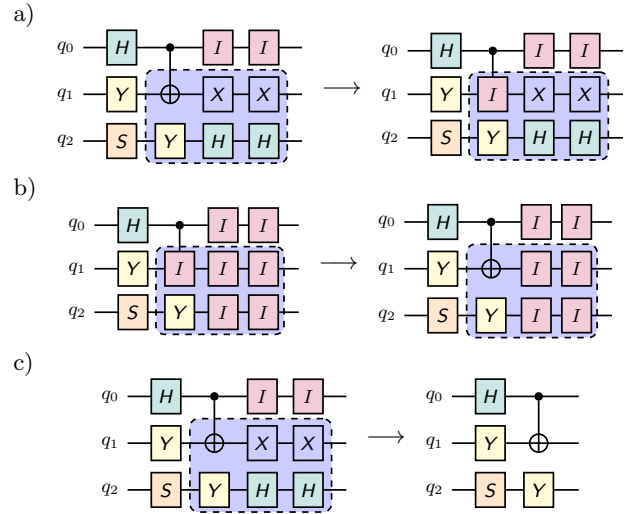 a)
q₀ H I I → q₀ H I I
q₁ Y X X → q₁ Y I X X
q₂ S Y H H → q₂ S Y H H
b)
q₀ H I I → q₀ H I I
q₁ Y I I I → q₁ Y I I
q₂ S Y I I → q₂ S Y I I
c)
q₀ H I I → q₀ H
q₁ Y X X → q₁ Y
q₂ S Y H H → q₂ S Y